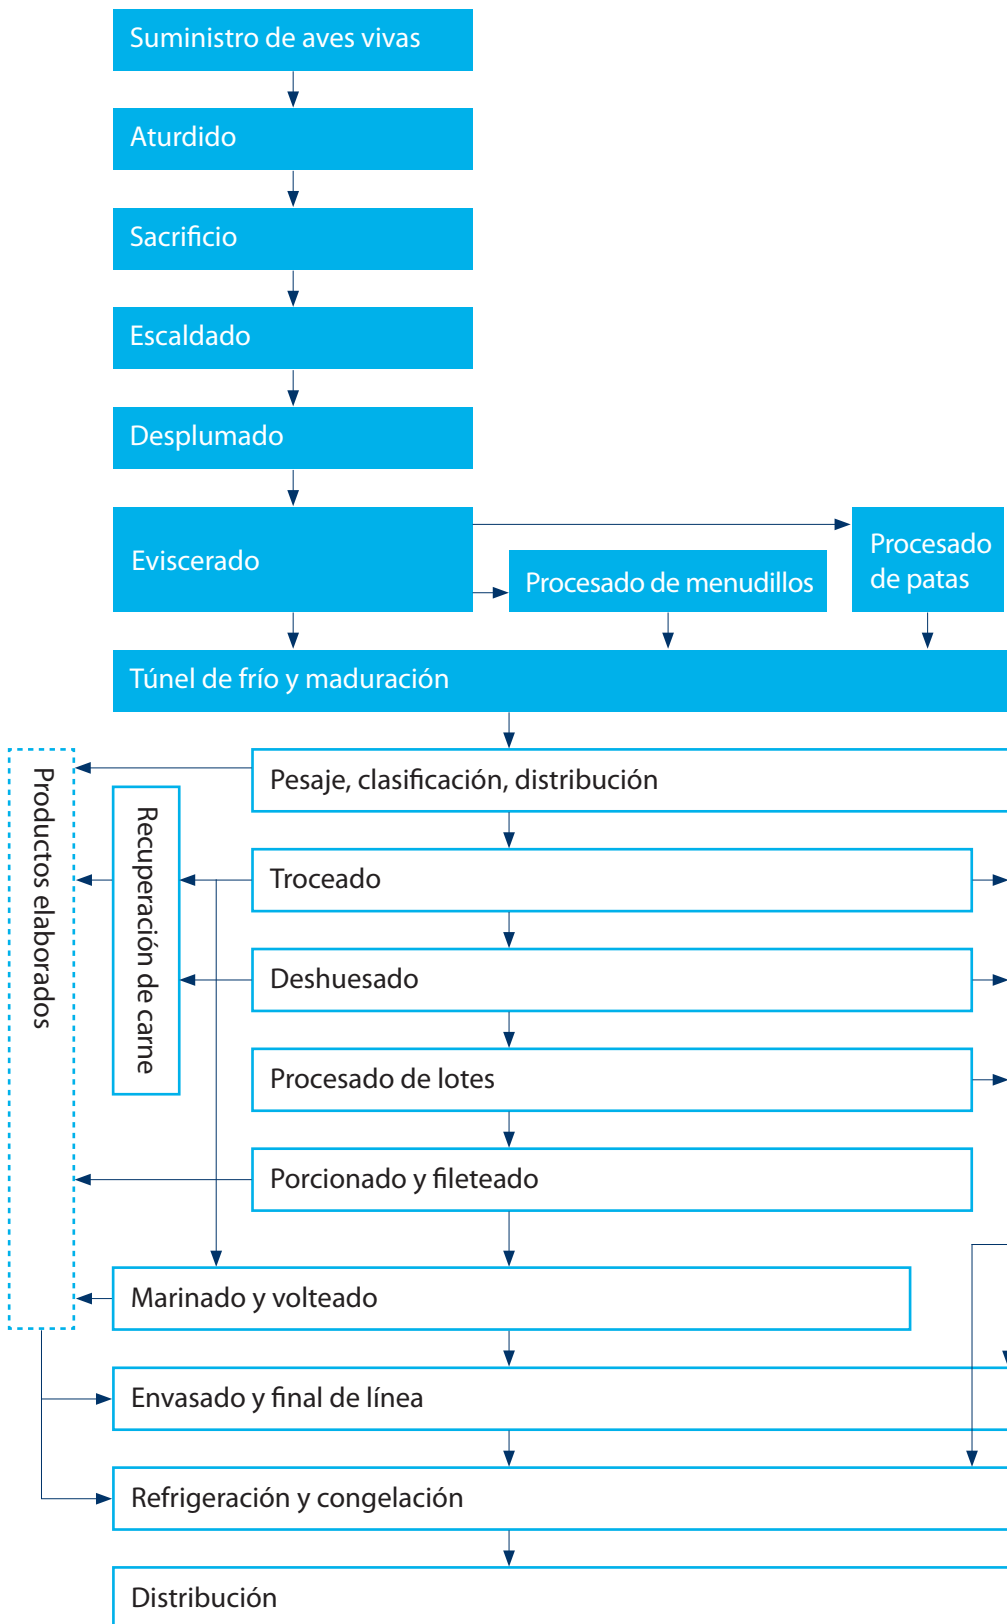 Suministro de aves vivas
Aturdido
Sacrificio
Escaldado
Desplumado
Eviscerado
Procesado de menudillos
Procesado
de patas
Túnel de frío y maduración
Productos elaborados
Recuperación de carne
Pesaje, clasificación, distribución
Troceado
Deshuesado
Procesado de lotes
Porcionado y fileteado
Marinado y volteado
Envasado y final de línea
Refrigeración y congelación
Distribución